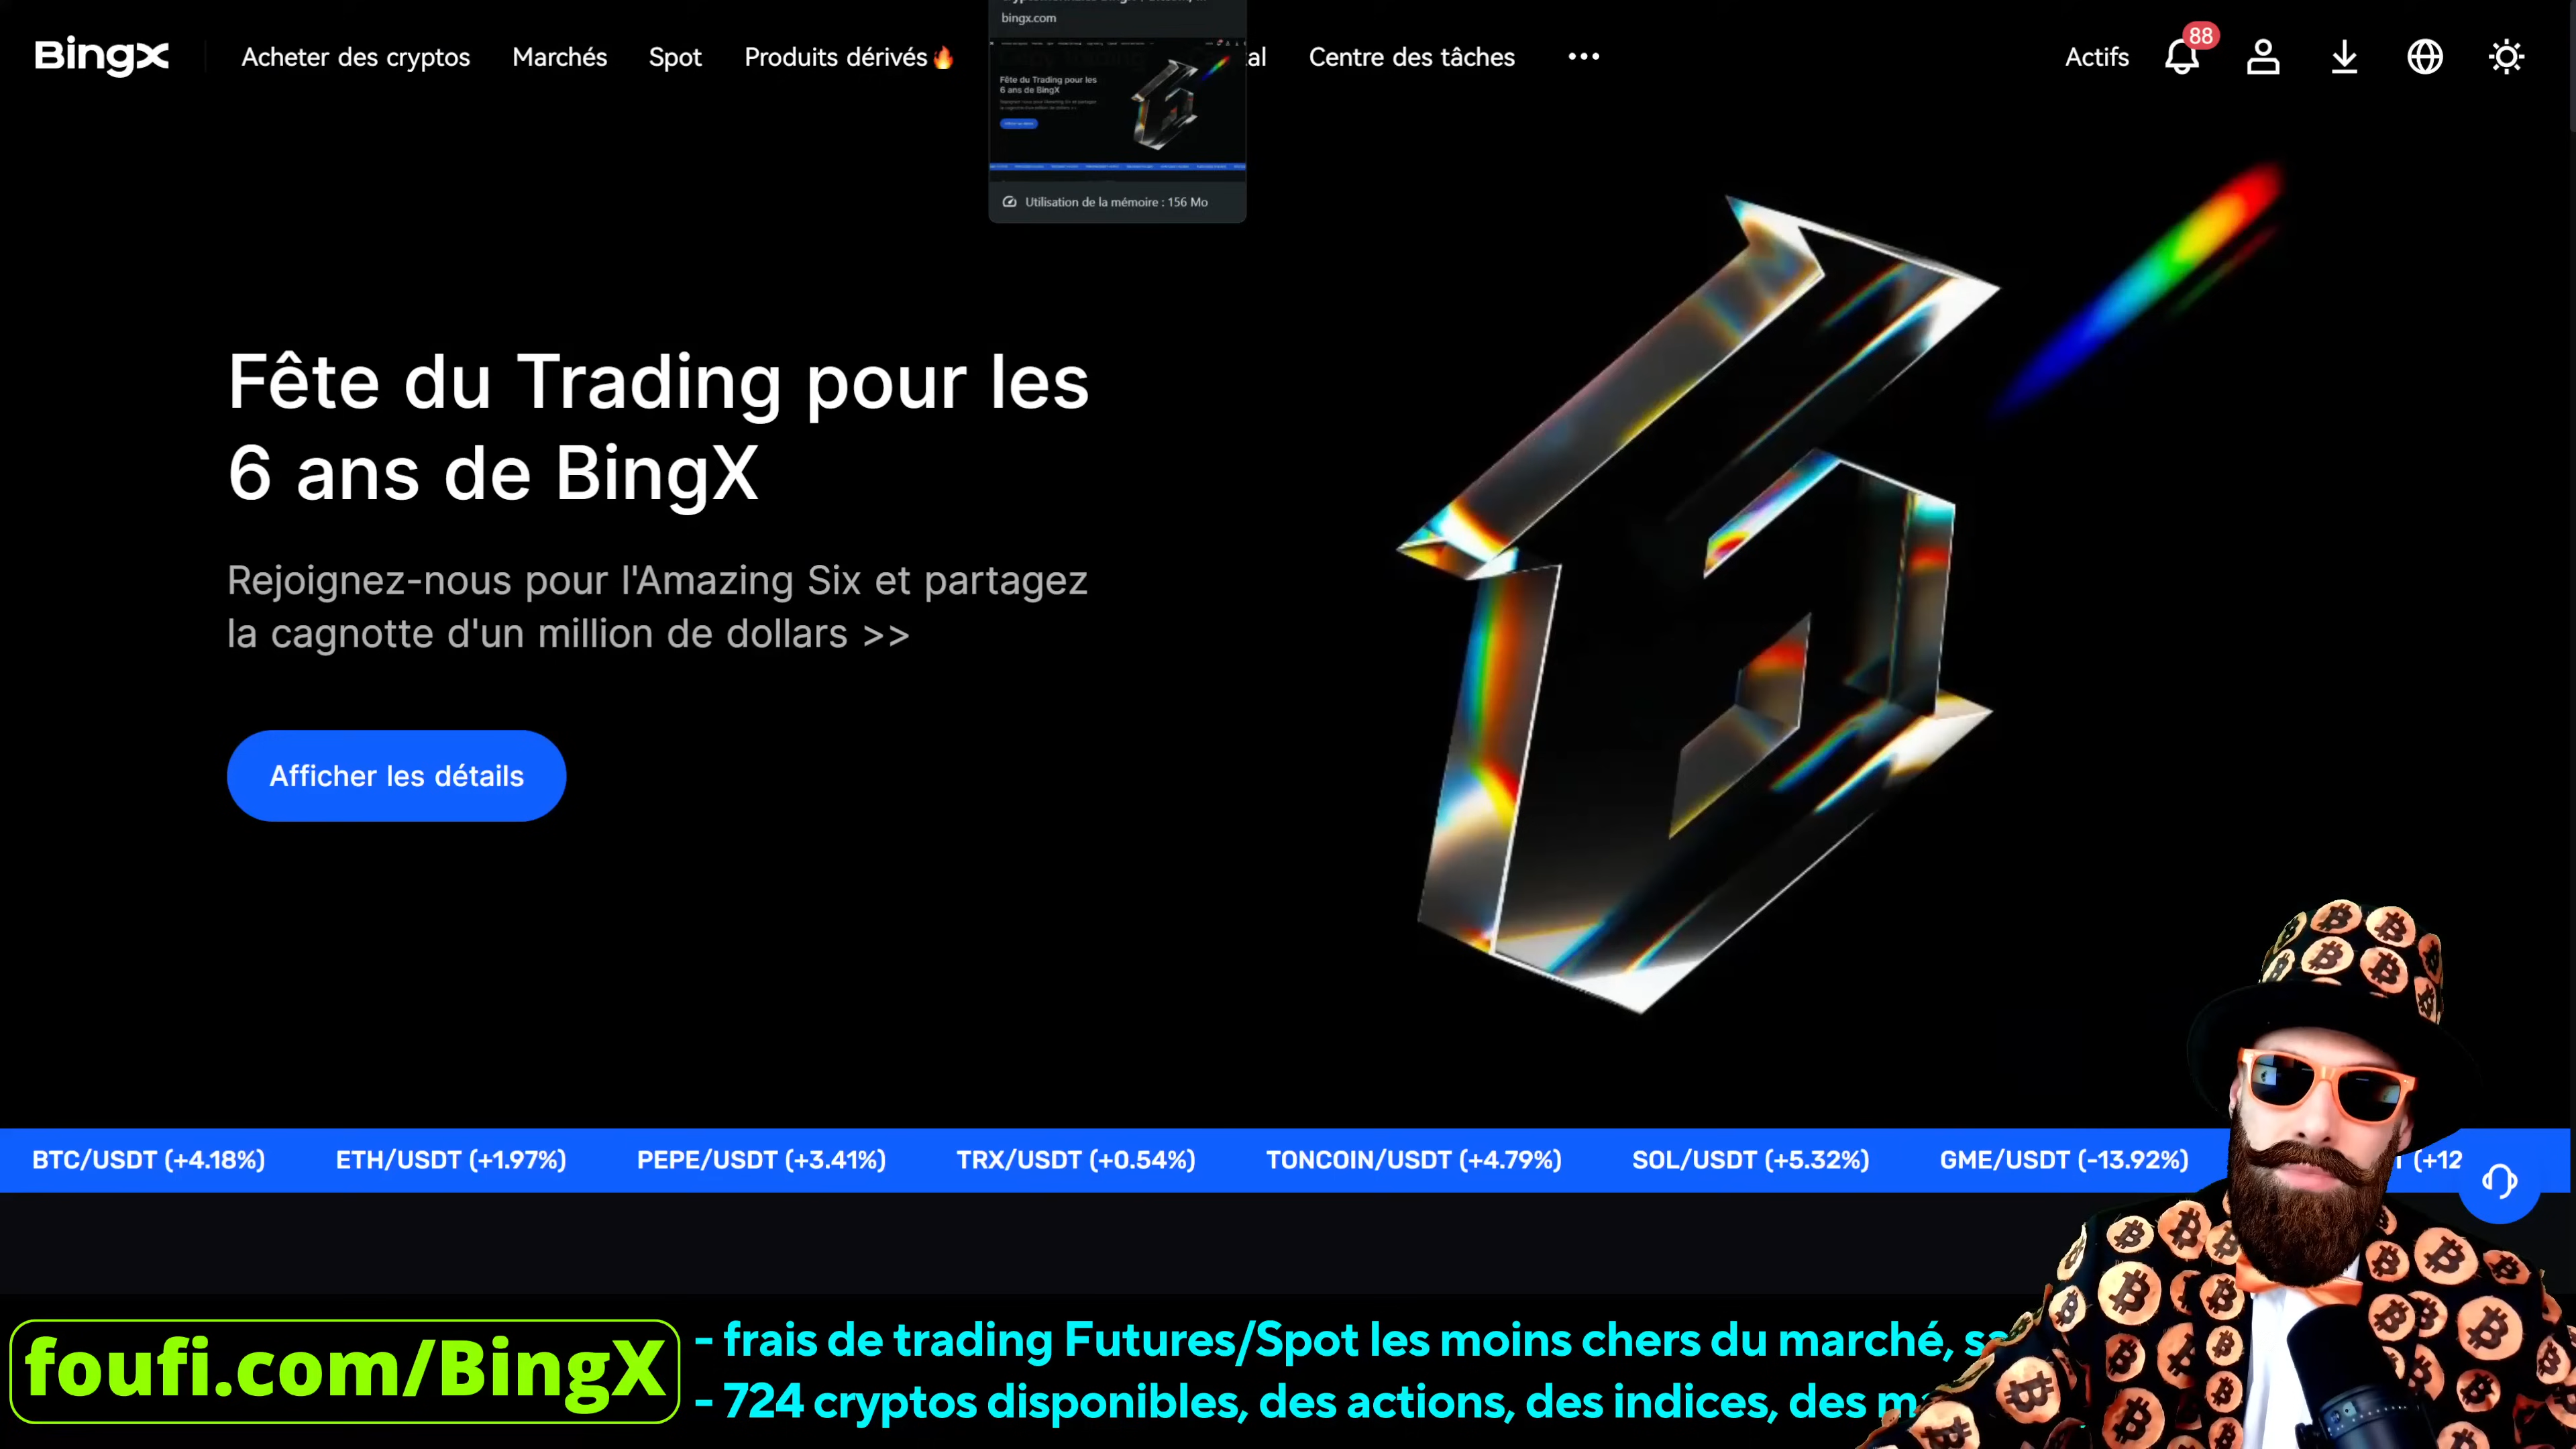 bingx.com
BingX
Acheter des cryptos
Marchés
Spot
Produits dérivés🔥
Centre des tâches
Actifs
88
Fête du Trading pour les
6 ans de BingX
Utilisation de la mémoire : 156 Mo
Fête du Trading pour les
6 ans de BingX
Rejoignez-nous pour l'Amazing Six et partagez
la cagnotte d'un million de dollars >>
Afficher les détails
BTC/USDT (+4.18%) ETH/USDT (+1.97%) PEPE/USDT (+3.41%) TRX/USDT (+0.54%) TONCOIN/USDT (+4.79%) SOL/USDT (+5.32%) GME/USDT (-13.92%) (+12
foufi.com/BingX
- frais de trading Futures/Spot les moins chers du marché,
- 724 cryptos disponibles, des actions, des indices, des